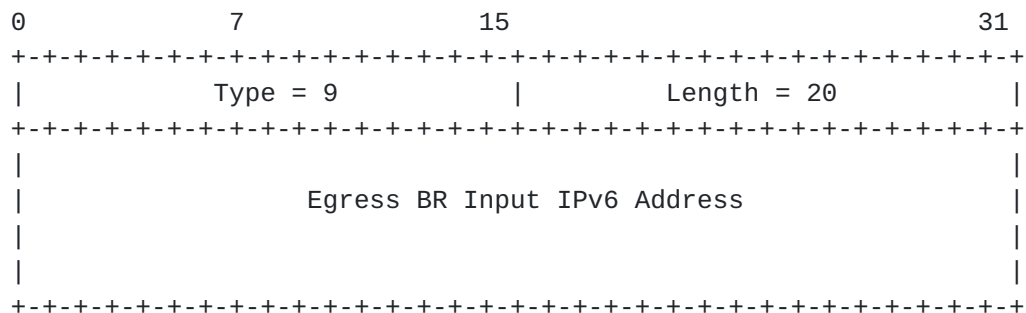 0             7               15                              31
+-+-+-+-+-+-+-+-+-+-+-+-+-+-+-+-+-+-+-+-+-+-+-+-+-+-+-+-+-+-+-+-+
|            Type = 9           |         Length = 20           |
+-+-+-+-+-+-+-+-+-+-+-+-+-+-+-+-+-+-+-+-+-+-+-+-+-+-+-+-+-+-+-+-+
|                                                               |
|                  Egress BR Input IPv6 Address                 |
|                                                               |
|                                                               |
+-+-+-+-+-+-+-+-+-+-+-+-+-+-+-+-+-+-+-+-+-+-+-+-+-+-+-+-+-+-+-+-+